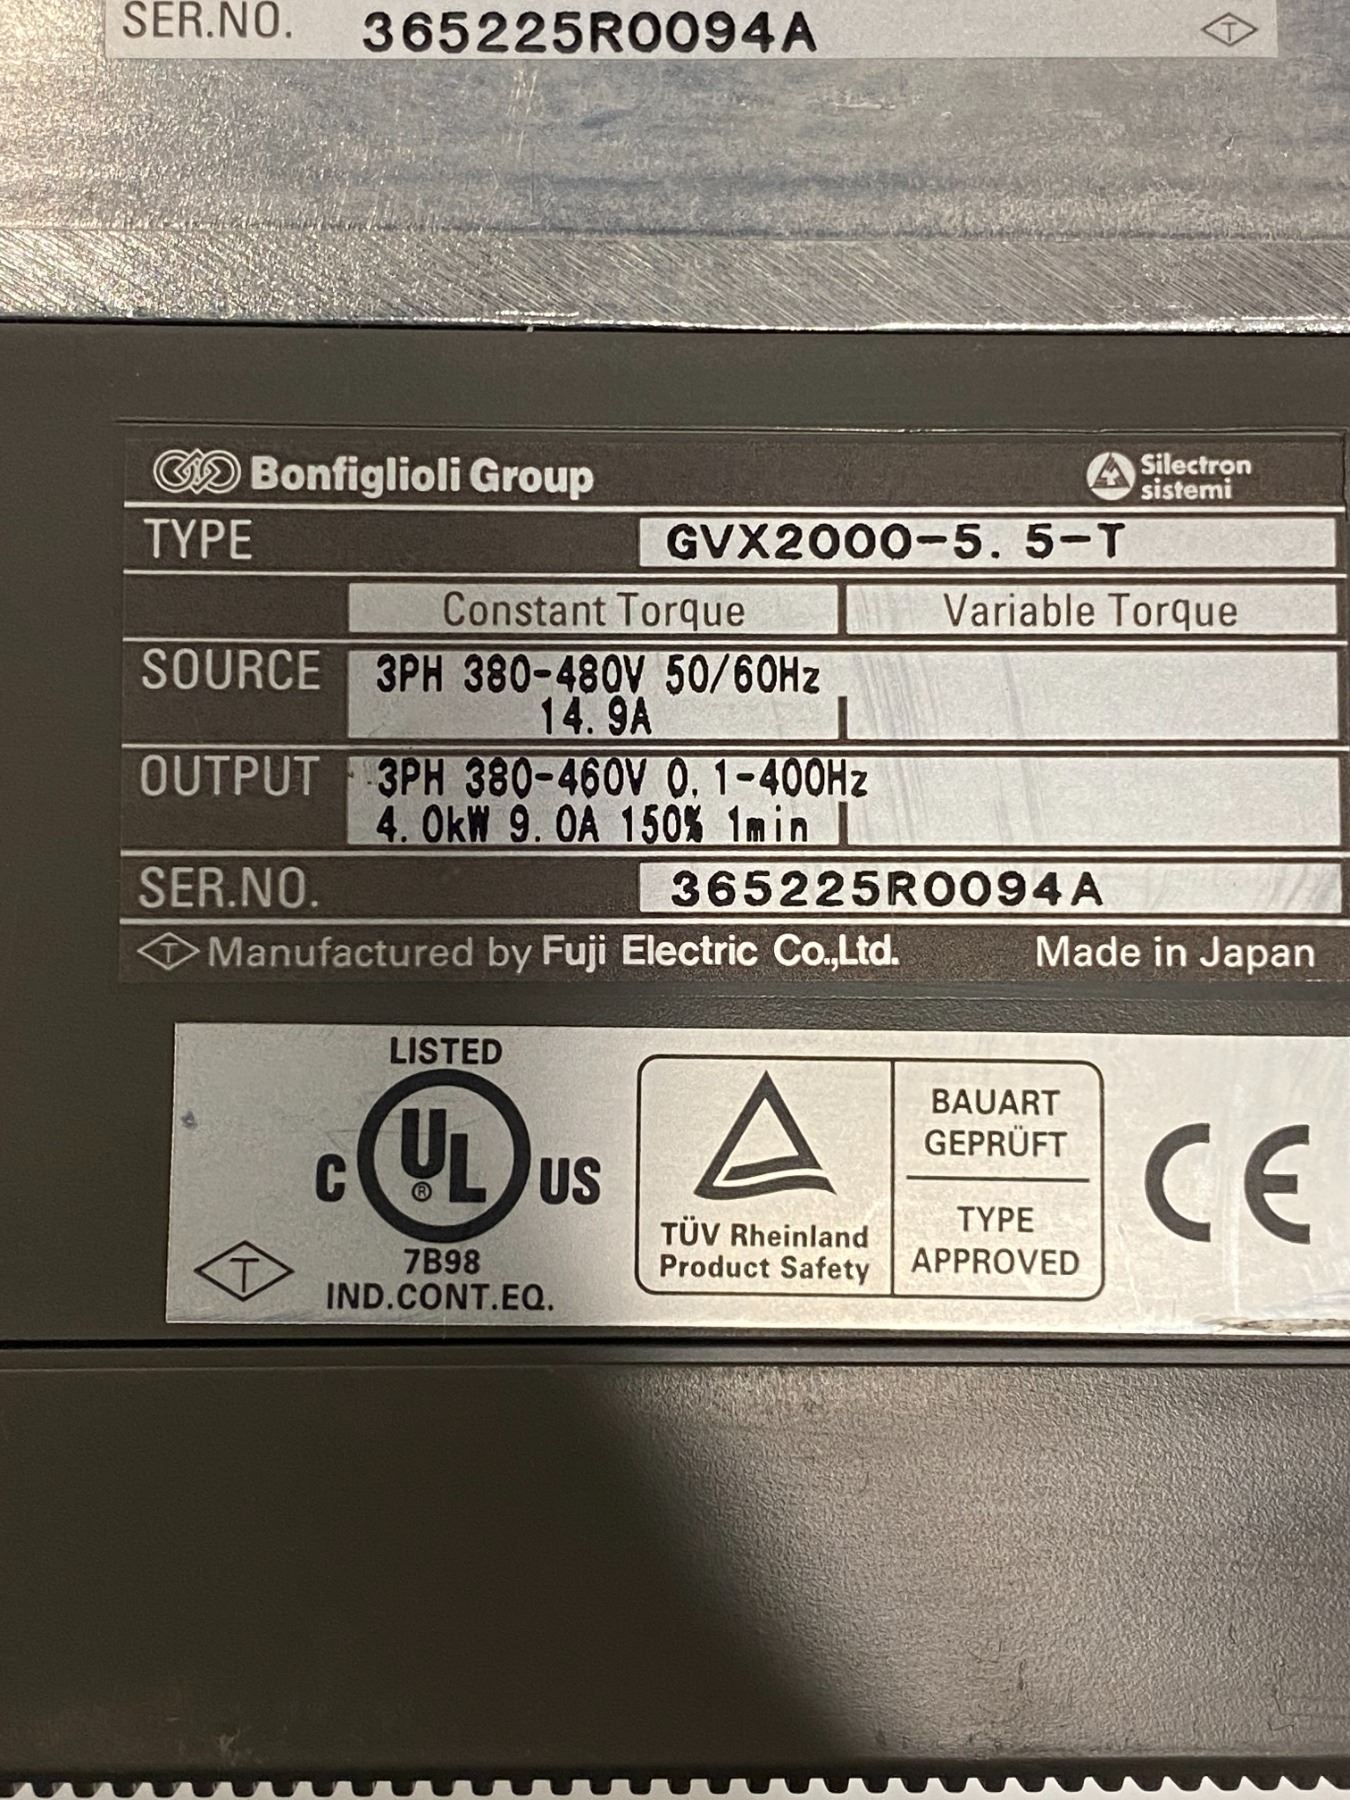 SER.NO. 365225R0094A
T
Bonfiglioli Group Silectron sistemi
TYPE GVX2000-5.5-T
Constant Torque Variable Torque
SOURCE 3PH 380-480V 50/60Hz
14.9A
OUTPUT 3PH 380-460V 0.1-400Hz
4.0kW 9.0A 150% 1min
SER.NO. 365225R0094A
T Manufactured by Fuji Electric Co.,Ltd. Made in Japan
LISTED
C UL ® US
7B98
IND.CONT.EQ.
T
TÜV Rheinland
Product Safety
BAUART
GEPRÜFT
TYPE
APPROVED
CE